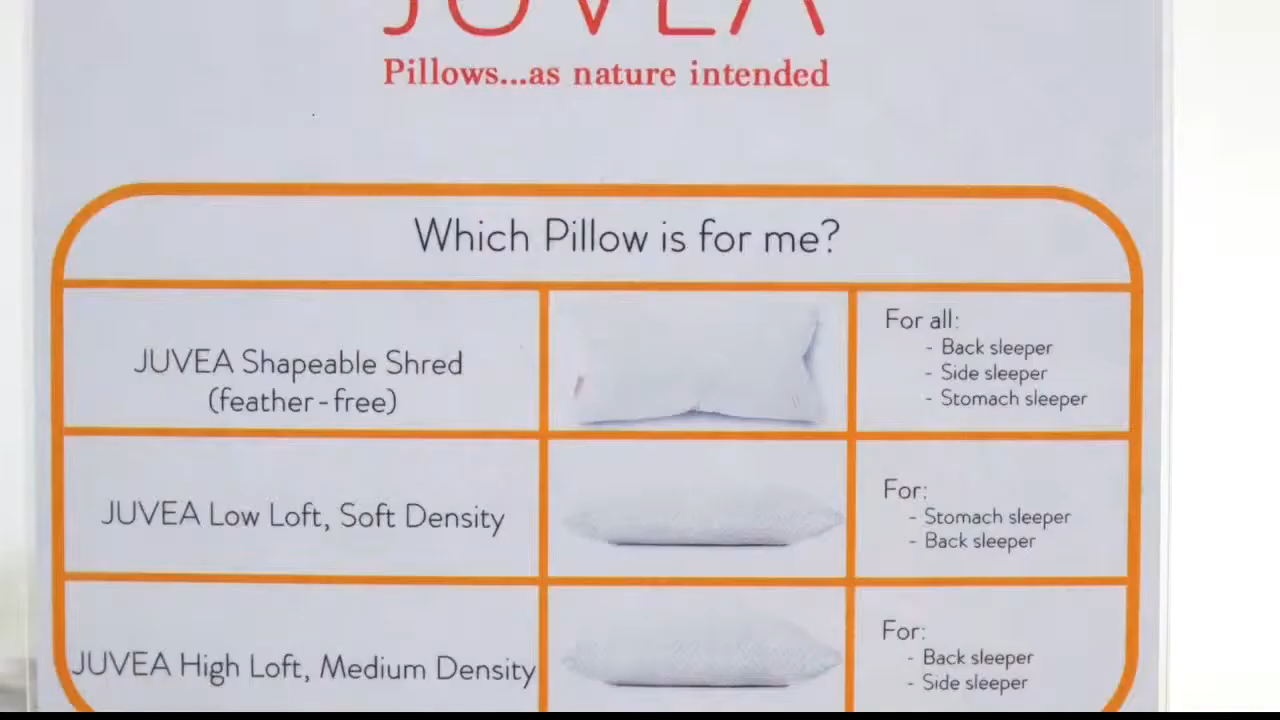 JUVEA
Pillows...as nature intended
Which Pillow is for me?
JUVEA Shapeable Shred
(feather-free)
For all:
- Back sleeper
- Side sleeper
- Stomach sleeper
JUVEA Low Loft, Soft Density
For:
- Stomach sleeper
- Back sleeper
JUVEA High Loft, Medium Density
For:
- Back sleeper
- Side sleeper